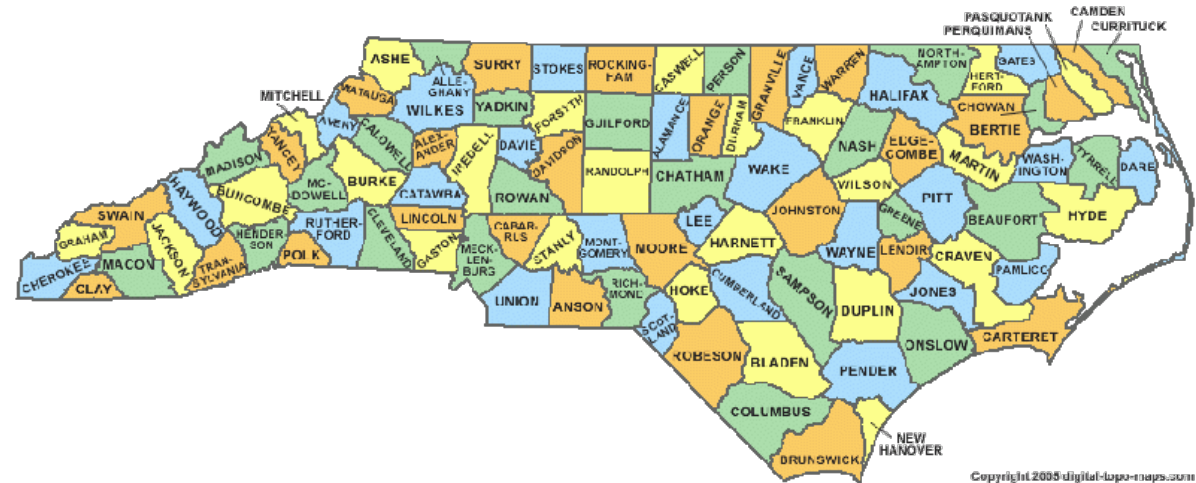 CAMDEN
PASQUOTANK
CURRITUCK
PERQUIMANS
ASHE
ALLE-
GHANY
SURRY
STOKES
ROCKING-
HAM
CASWELL
PERSON
GRANVILLE
VANCE
WARREN
NORTH-
AMPTON
GATES
HERT-
FORD
MITCHELL
WATAUGA
WILKES
YADKIN
FORSYTH
GUILFORD
ALAMANCE
ORANGE
DURHAM
FRANKLIN
HALIFAX
CHOWAN
BERTIE
YANCEY
AVERY
CALDWELL
ALEX-
ANDER
IREDELL
DAVIE
DAVIDSON
RANDOLPH
CHATHAM
WAKE
NASH
EDGE-
COMBE
MARTIN
WASH-
INGTON
TYRRELL
DARE
MADISON
BUNCOMBE
MC-
DOWELL
BURKE
CATAWBA
ROWAN
WILSON
PITT
BEAUFORT
HYDE
SWAIN
HAYWOOD
RUTHER-
FORD
CLEVELAND
LINCOLN
CABAR-
RUS
STANLY
MONT-
GOMERY
MOORE
LEE
HARNETT
JOHNSTON
WAYNE
GREENE
LENOIR
CRAVEN
PAMLICO
GRAHAM
JACKSON
HENDER
SON
POLK
GASTON
MECK-
LEN-
BURG
CHEROKEE
MACON
TRAN-
SYLVANIA
CLAY
UNION
ANSON
RICH-
MOND
SCOT-
LAND
HOKE
CUMBERLAND
SAMPSON
DUPLIN
JONES
ONSLOW
CARTERET
ROBESON
BLADEN
PENDER
COLUMBUS
BRUNSWICK
NEW
HANOVER
Copyright 2005 digital-topo-maps.com